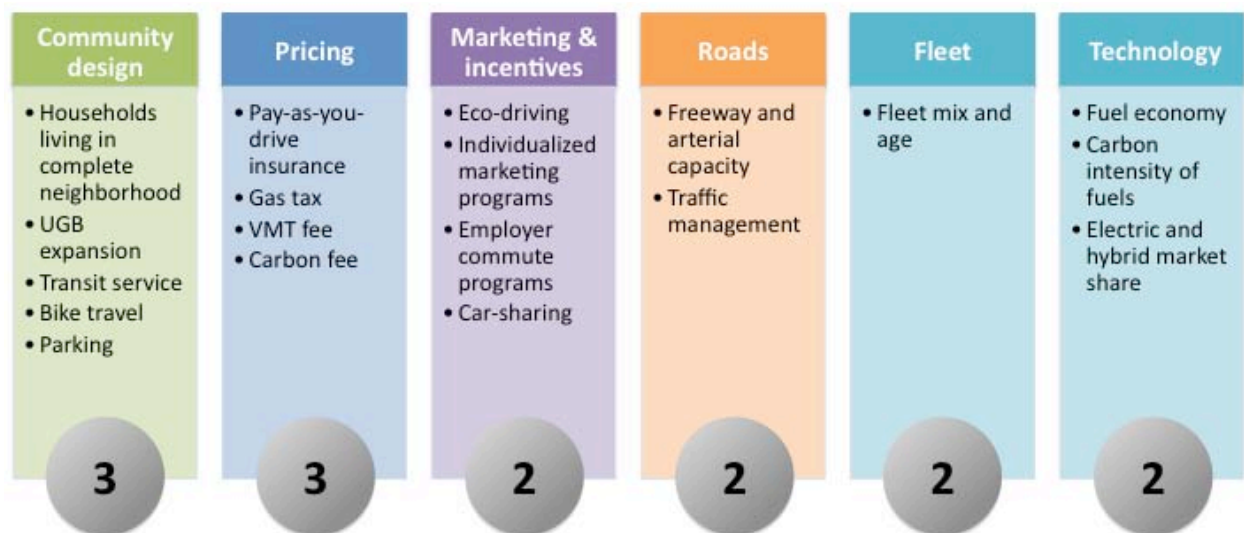 Community
design
• Households
living in
complete
neighborhood
• UGB
expansion
• Transit service
• Bike travel
• Parking
3
Pricing
• Pay-as-you-
drive
insurance
• Gas tax
• VMT fee
• Carbon fee
3
Marketing &
incentives
• Eco-driving
• Individualized
marketing
programs
• Employer
commute
programs
• Car-sharing
2
Roads
• Freeway and
arterial
capacity
• Traffic
management
2
Fleet
• Fleet mix and
age
2
Technology
• Fuel economy
• Carbon
intensity of
fuels
• Electric and
hybrid market
share
2